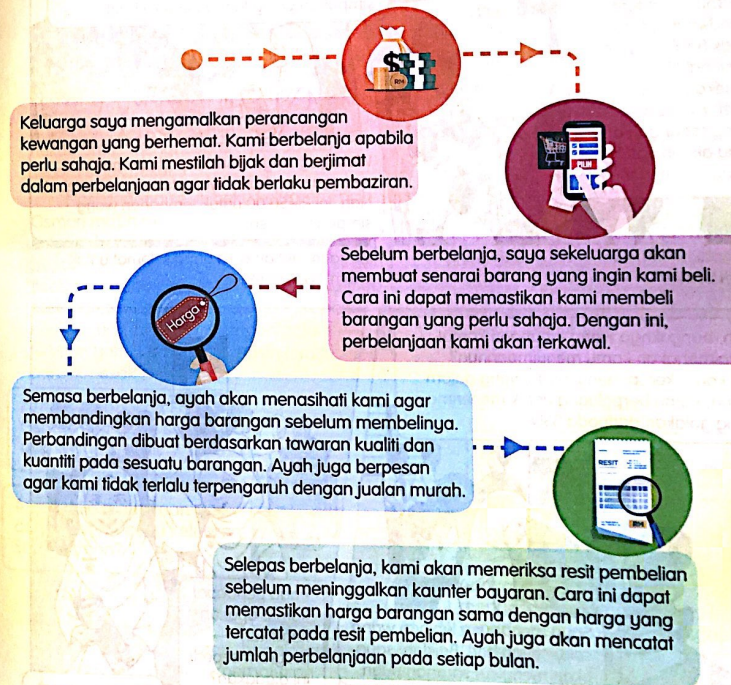 $
RM
Keluarga saya mengamalkan perancangan
kewangan yang berhemat. Kami berbelanja apabila
perlu sahaja. Kami mestilah bijak dan berjimat
dalam perbelanjaan agar tidak berlaku pembaziran.
PILIH
Sebelum berbelanja, saya sekeluarga akan
membuat senarai barang yang ingin kami beli.
Cara ini dapat memastikan kami membeli
barangan yang perlu sahaja. Dengan ini,
perbelanjaan kami akan terkawal.
Harga
Semasa berbelanja, ayah akan menasihati kami agar
membandingkan harga barangan sebelum membelinya.
Perbandingan dibuat berdasarkan tawaran kualiti dan
kuantiti pada sesuatu barangan. Ayah juga berpesan
agar kami tidak terlalu terpengaruh dengan jualan murah.
RESIT
RM
Selepas berbelanja, kami akan memeriksa resit pembelian
sebelum meninggalkan kaunter bayaran. Cara ini dapat
memastikan harga barangan sama dengan harga yang
tercatat pada resit pembelian. Ayah juga akan mencatat
jumlah perbelanjaan pada setiap bulan.